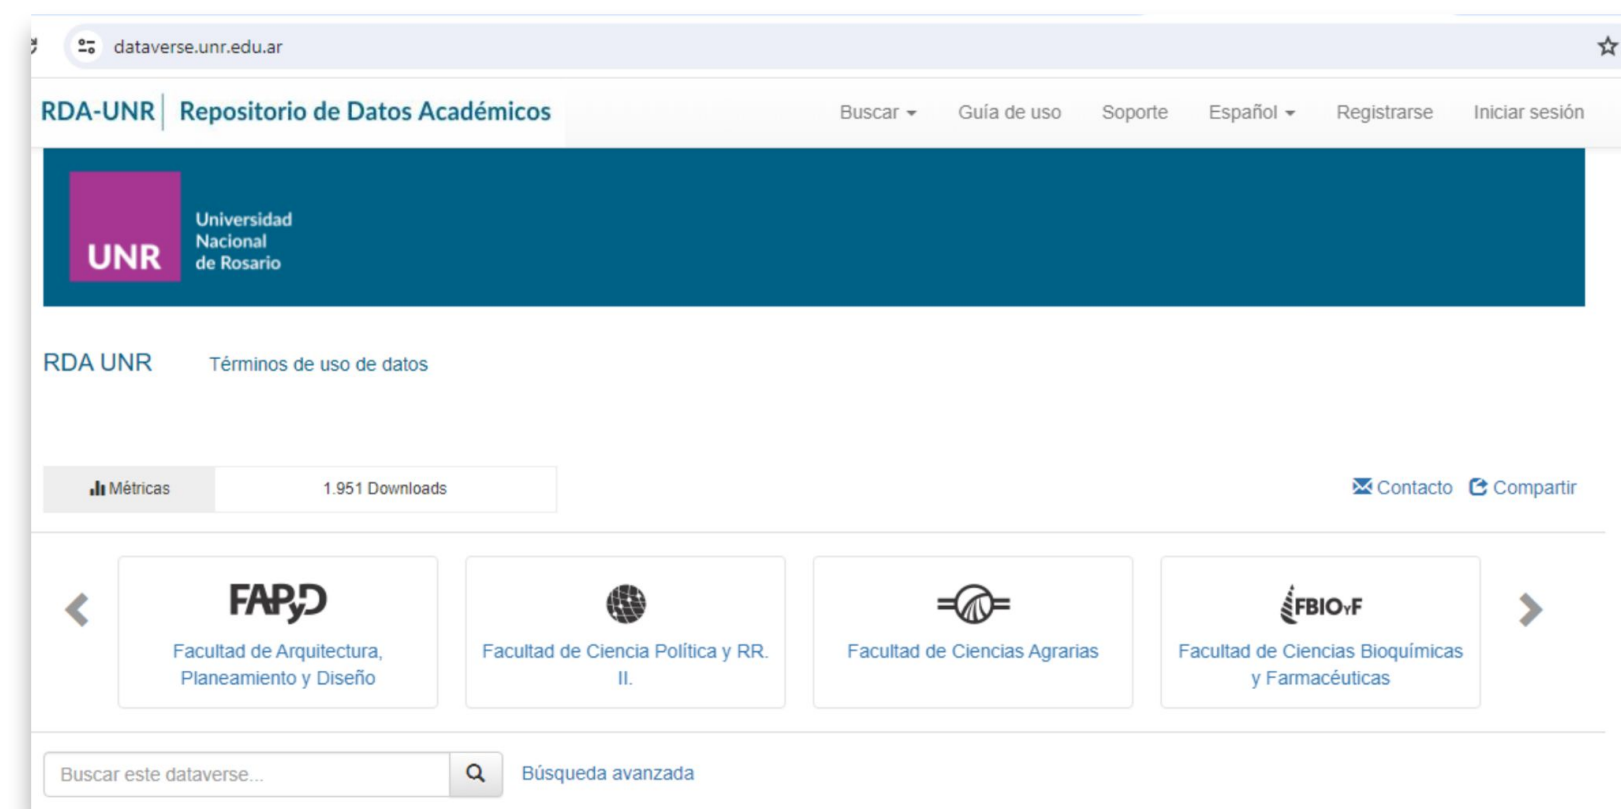 dataverse.unr.edu.ar
RDA-UNR Repositorio de Datos Académicos
Buscar Guía de uso Soporte Español Registrarse Iniciar sesión
UNR
Universidad
Nacional
de Rosario
RDA UNR Términos de uso de datos
Métricas 1.951 Downloads
Contacto Compartir
FAPyD
Facultad de Arquitectura,
Planeamiento y Diseño
Facultad de Ciencia Política y RR.
II.
Facultad de Ciencias Agrarias
FBIOYF
Facultad de Ciencias Bioquímicas
y Farmacéuticas
Buscar este dataverse...
Búsqueda avanzada